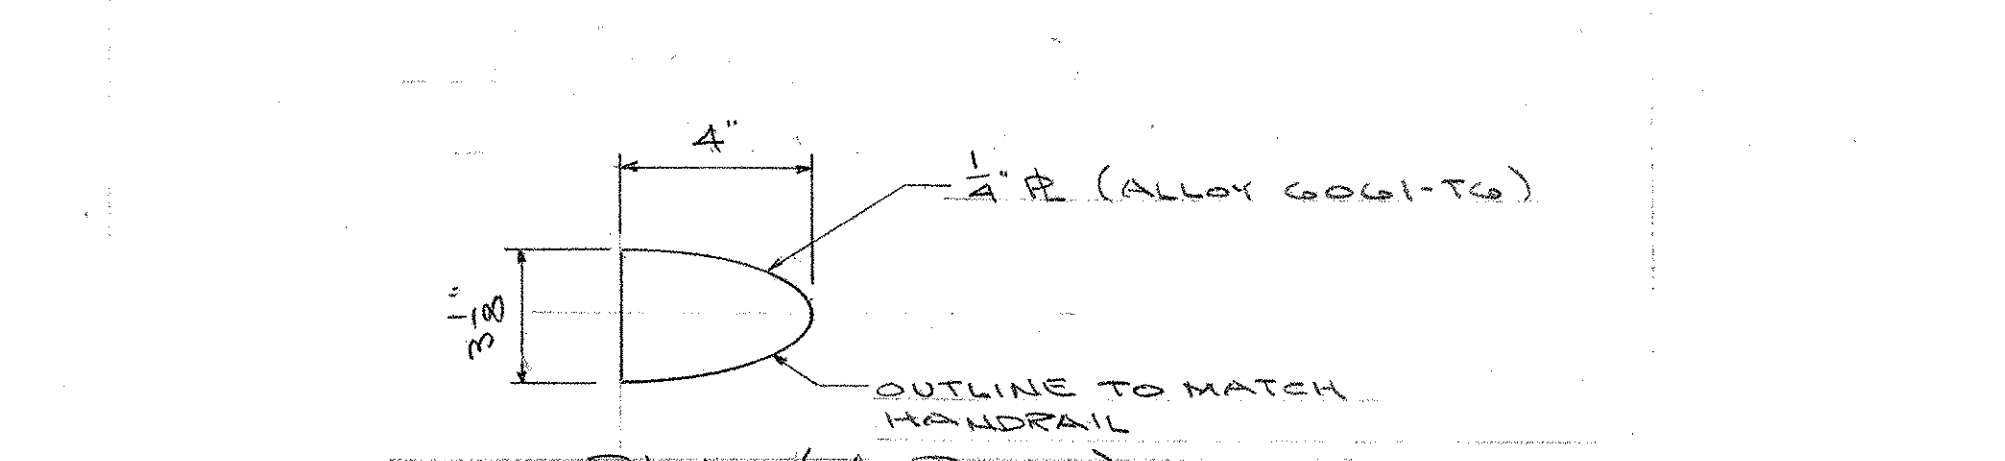 4"
1/4" PL (ALLOY 6061-T6)
3 1/8"
OUTLINE TO MATCH
HANDRAIL